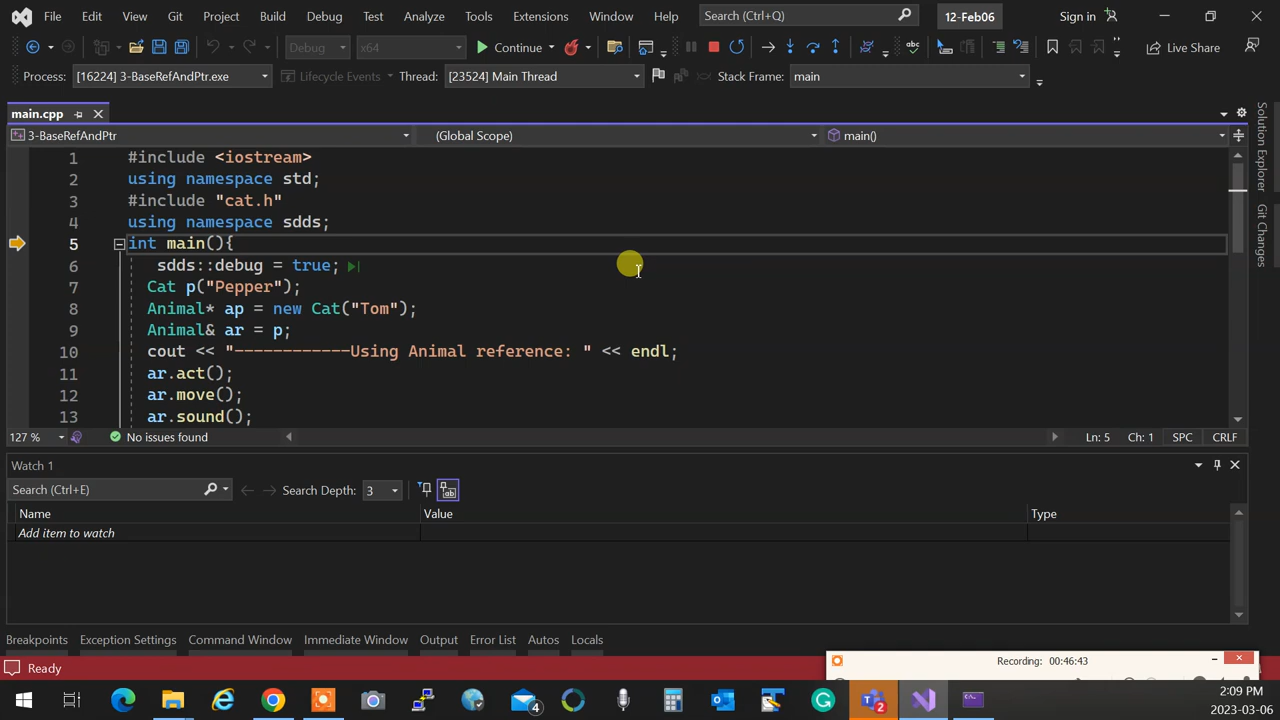 File Edit View Git Project Build Debug Test Analyze Tools Extensions Window Help Search (Ctrl+Q) 12-Feb06 Sign in
Debug x64 Continue Live Share
Process: [16224] 3-BaseRefAndPtr.exe Lifecycle Events Thread: [23524] Main Thread Stack Frame: main
main.cpp
3-BaseRefAndPtr (Global Scope) main()
1 #include <iostream>
2 using namespace std;
3 #include "cat.h"
4 using namespace sdds;
5 int main(){
6 sdds::debug = true;
7 Cat p("Pepper");
8 Animal* ap = new Cat("Tom");
9 Animal& ar = p;
10 cout << "------------Using Animal reference: " << endl;
11 ar.act();
12 ar.move();
13 ar.sound();
Solution Explorer
Git Changes
127 % No issues found Ln: 5 Ch: 1 SPC CRLF
Watch 1
Search (Ctrl+E) Search Depth: 3
Name Value Type
Add item to watch
Breakpoints Exception Settings Command Window Immediate Window Output Error List Autos Locals
Ready
Recording: 00:46:43
4 2
2:09 PM
2023-03-06